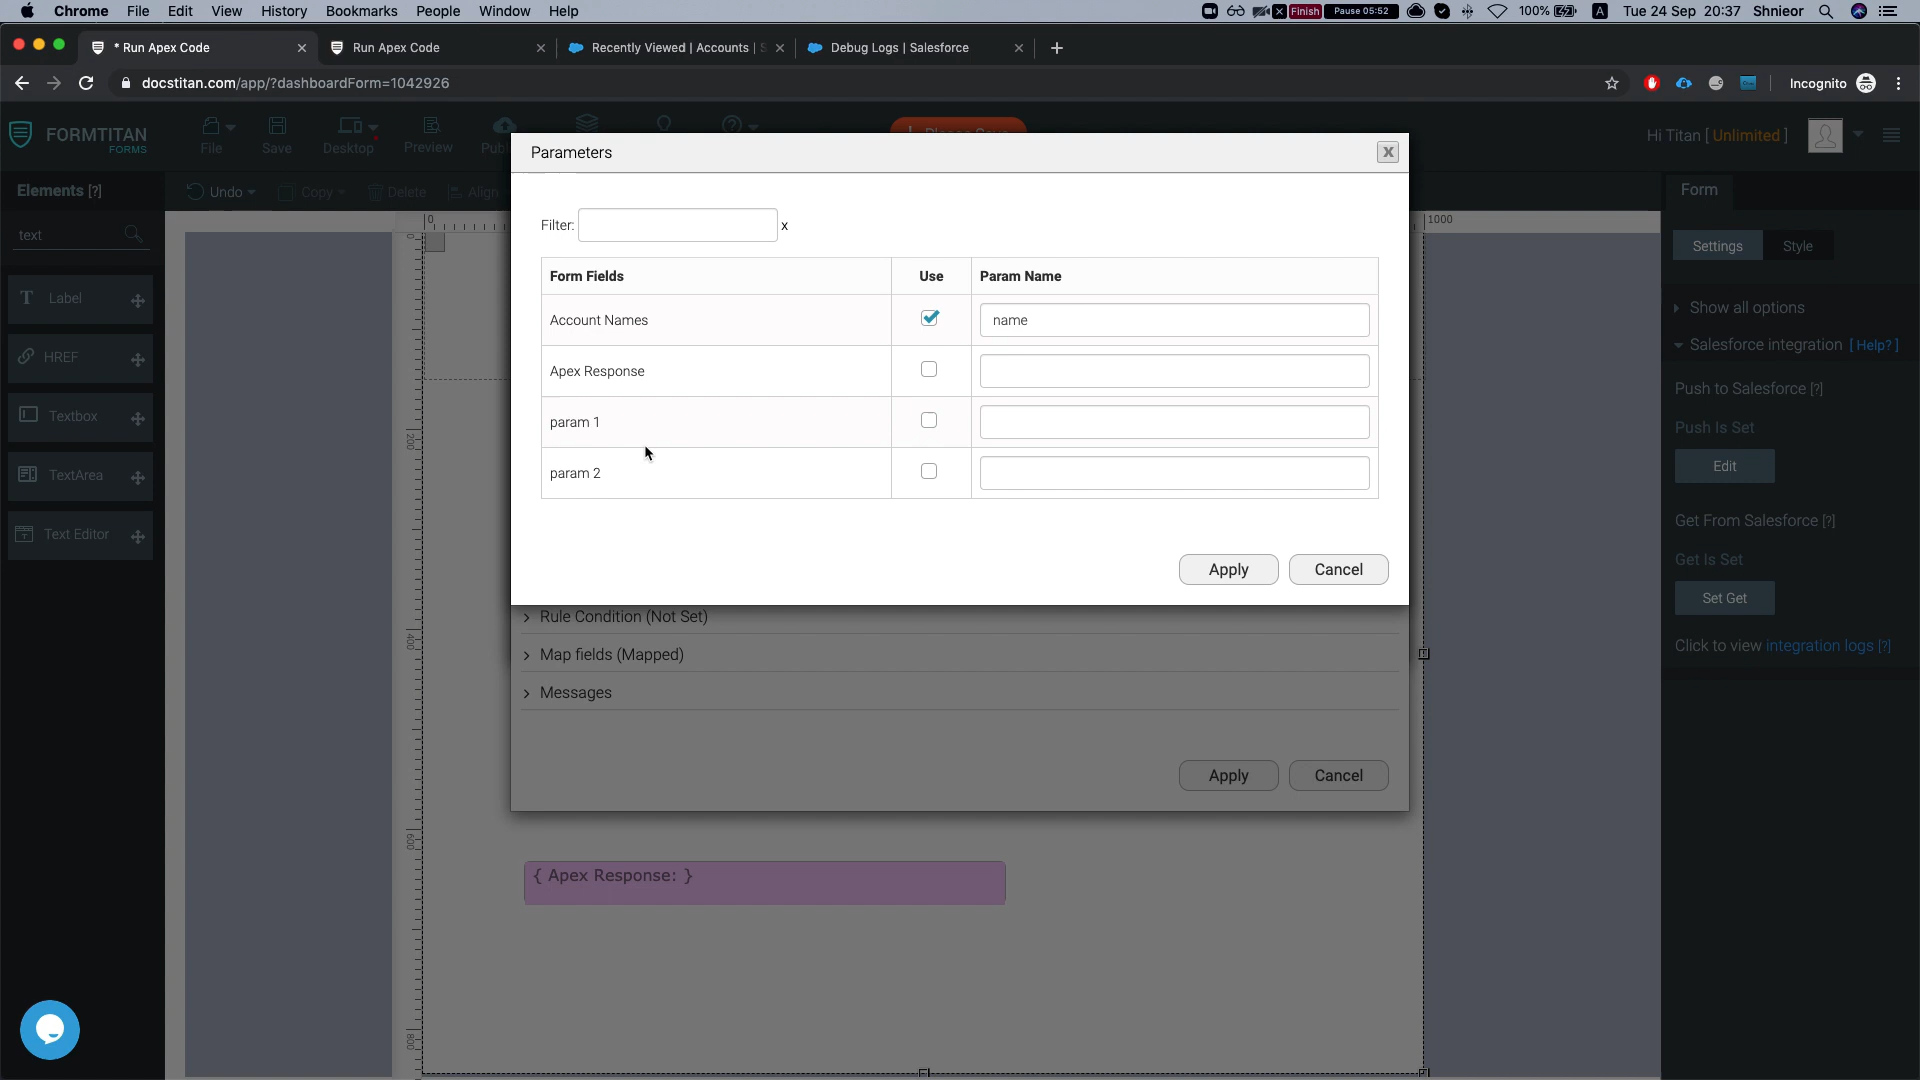 Chrome File Edit View History Bookmarks People Window Help
Finish Pause 05:52 100% A Tue 24 Sep 20:37 Shnieor
* Run Apex Code
Run Apex Code
Recently Viewed | Accounts | S
Debug Logs | Salesforce
docstitan.com/app/?dashboardForm=1042926
Incognito
FORMTITAN
FORMS
File
Save
Desktop
Preview
Hi Titan [ Unlimited ]
Elements [?]
Undo
Copy
Delete
Align
text
Label
HREF
Textbox
TextArea
Text Editor
0
1000
0
200
400
600
800
Parameters
X
Filter:
x
Form Fields Use Param Name
Account Names name
Apex Response
param 1
param 2
Apply Cancel
Rule Condition (Not Set)
Map fields (Mapped)
Messages
Apply Cancel
{ Apex Response: }
Form
Settings Style
Show all options
Salesforce integration [ Help? ]
Push to Salesforce [?]
Push Is Set
Edit
Get From Salesforce [?]
Get Is Set
Set Get
Click to view integration logs [?]